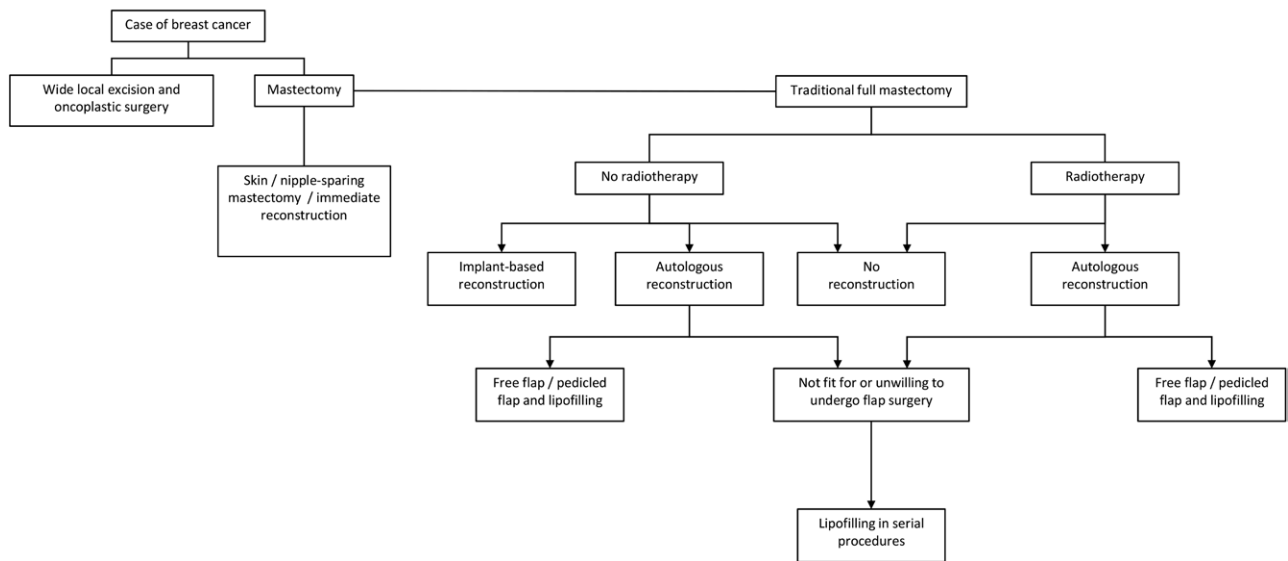 Case of breast cancer
Wide local excision and
oncoplastic surgery
Mastectomy
Traditional full mastectomy
Skin / nipple-sparing
mastectomy / immediate
reconstruction
No radiotherapy
Radiotherapy
Implant-based
reconstruction
Autologous
reconstruction
No
reconstruction
Autologous
reconstruction
Free flap / pedicled
flap and lipofilling
Not fit for or unwilling to
undergo flap surgery
Free flap / pedicled
flap and lipofilling
Lipofilling in serial
procedures